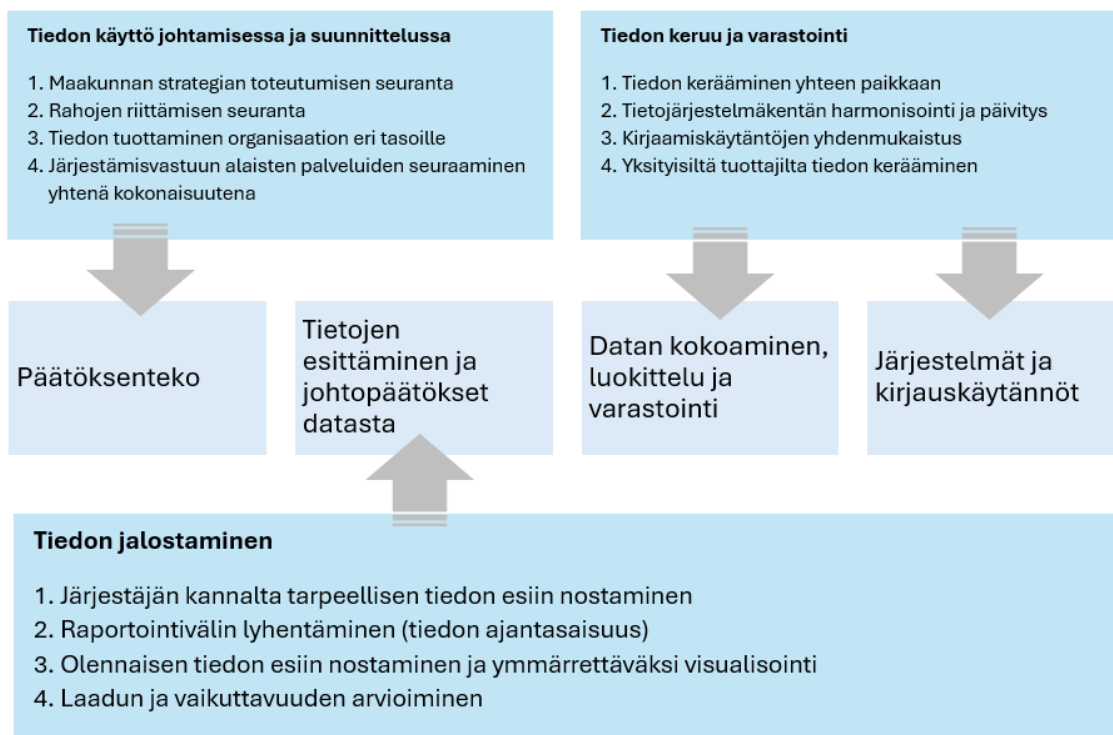 Tiedon käyttö johtamisessa ja suunnittelussa
1. Maakunnan strategian toteutumisen seuranta
2. Rahojen riittämisen seuranta
3. Tiedon tuottaminen organisaation eri tasoille
4. Järjestämisvastuun alaisten palveluiden seuraaminen
yhtenä kokonaisuutena
Tiedon keruu ja varastointi
1. Tiedon kerääminen yhteen paikkaan
2. Tietojärjestelmäkentän harmonisointi ja päivitys
3. Kirjaamiskäytäntöjen yhdenmukaistus
4. Yksityisiltä tuottajilta tiedon kerääminen
Päätöksenteko
Tietojen
esittäminen ja
johtopäätökset
datasta
Datan kokoaminen,
luokittelu ja
varastointi
Järjestelmät ja
kirjauskäytännöt
Tiedon jalostaminen
1. Järjestäjän kannalta tarpeellisen tiedon esiin nostaminen
2. Raportointivälin lyhentäminen (tiedon ajantasaisuus)
3. Olennaisen tiedon esiin nostaminen ja ymmärrettäväksi visualisointi
4. Laadun ja vaikuttavuuden arvioiminen